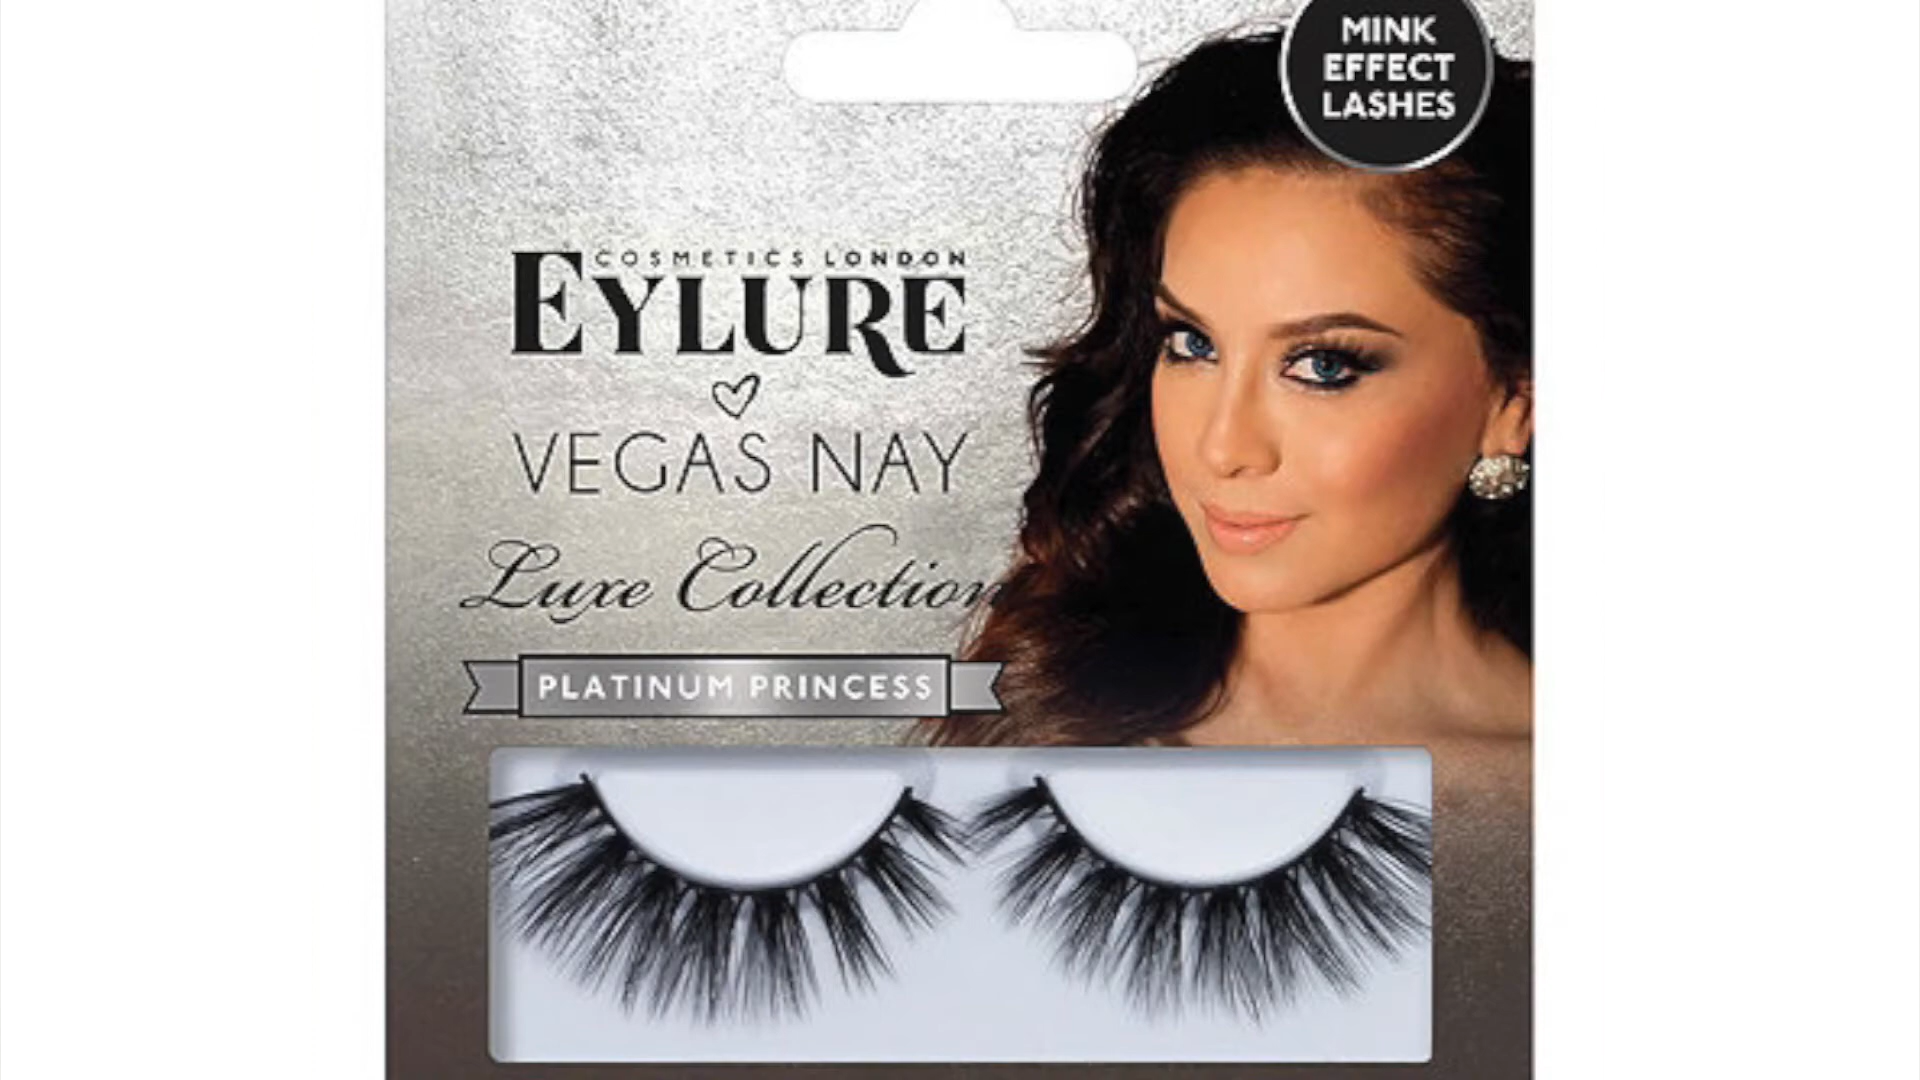 MINK
EFFECT
LASHES
COSMETICS LONDON
EYLURE
VEGAS NAY
Luxe Collection
PLATINUM PRINCESS